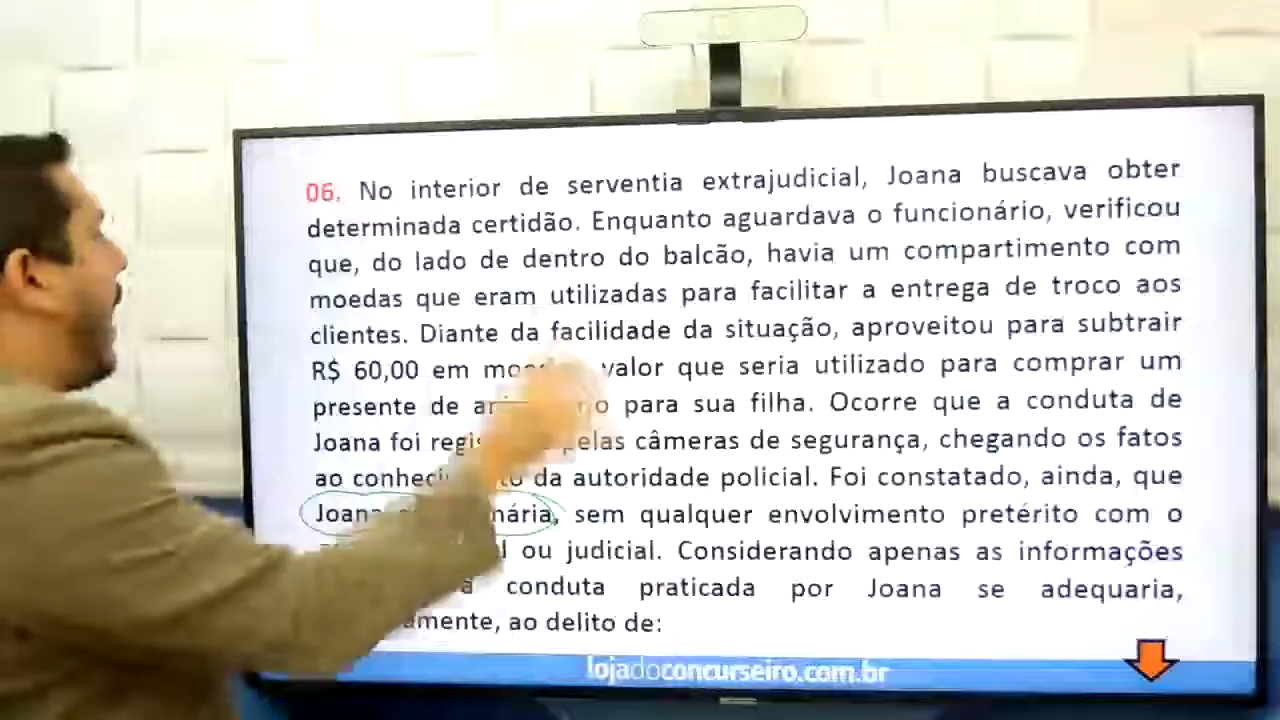 06. No interior de serventia extrajudicial, Joana buscava obter
determinada certidão. Enquanto aguardava o funcionário, verificou
que, do lado de dentro do balcão, havia um compartimento com
moedas que eram utilizadas para facilitar a entrega de troco aos
clientes. Diante da facilidade da situação, aproveitou para subtrair
R$ 60,00 em valor que seria utilizado para comprar um
presente de para sua filha. Ocorre que a conduta de
Joana foi pelas câmeras de segurança, chegando os fatos
ao da autoridade policial. Foi constatado, ainda, que
Joana sem qualquer envolvimento pretérito com o
ou judicial. Considerando apenas as informações
conduta praticada por Joana se adequaria,
ao delito de:
lojadoconcurseiro.com.br